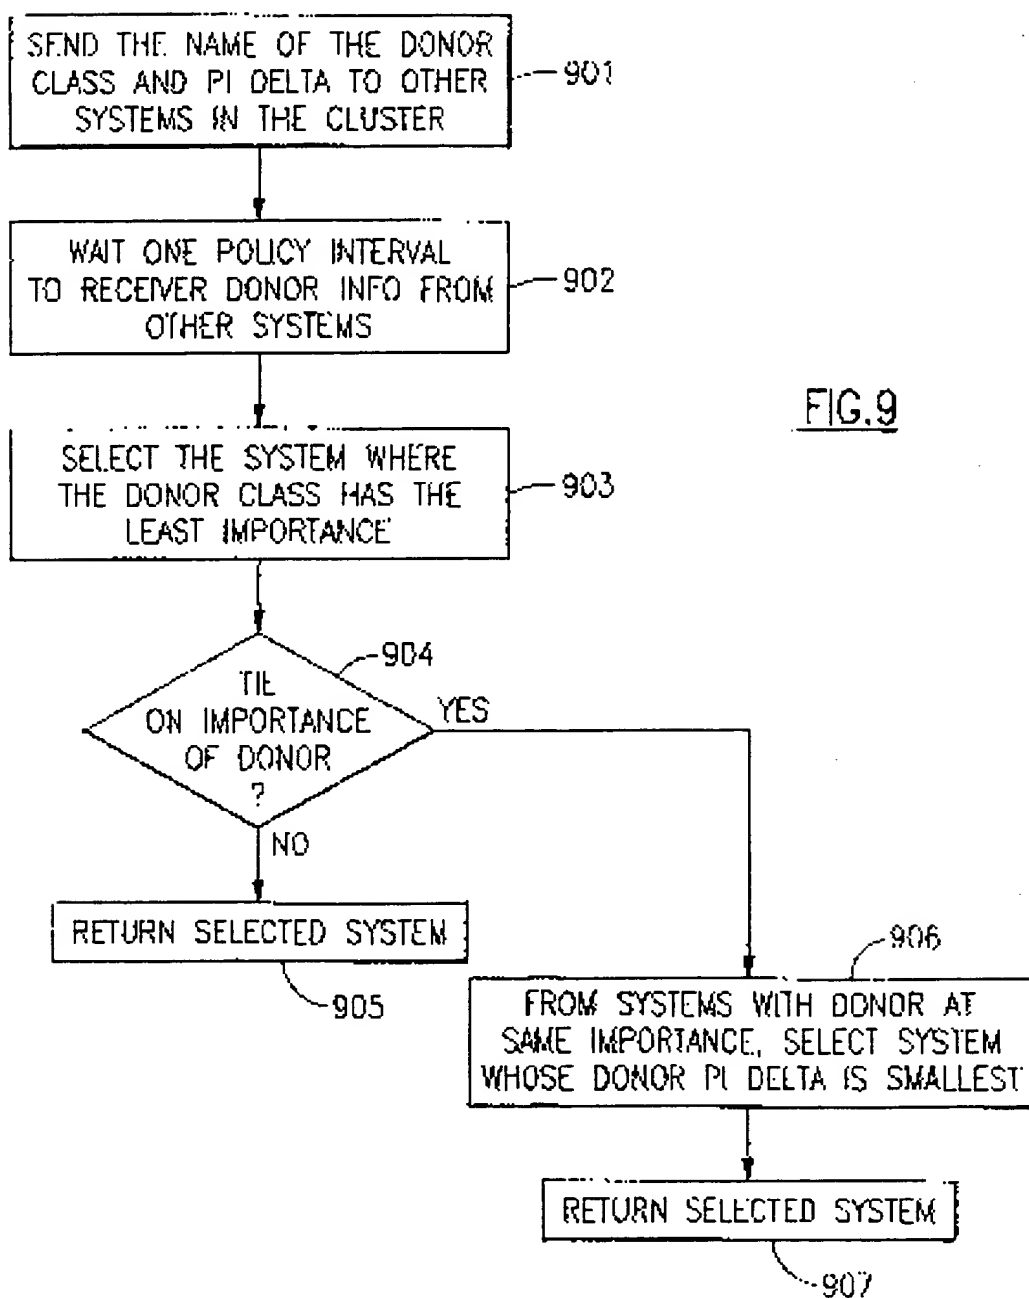 SEND THE NAME OF THE DONOR
CLASS AND PI DELTA TO OTHER
SYSTEMS IN THE CLUSTER
901
WAIT ONE POLICY INTERVAL
TO RECEIVER DONOR INFO FROM
OTHER SYSTEMS
902
FIG.9
SELECT THE SYSTEM WHERE
THE DONOR CLASS HAS THE
LEAST IMPORTANCE
903
904
TIE
ON IMPORTANCE
OF DONOR
?
YES
NO
RETURN SELECTED SYSTEM
905
906
FROM SYSTEMS WITH DONOR AT
SAME IMPORTANCE, SELECT SYSTEM
WHOSE DONOR PI DELTA IS SMALLEST
RETURN SELECTED SYSTEM
907